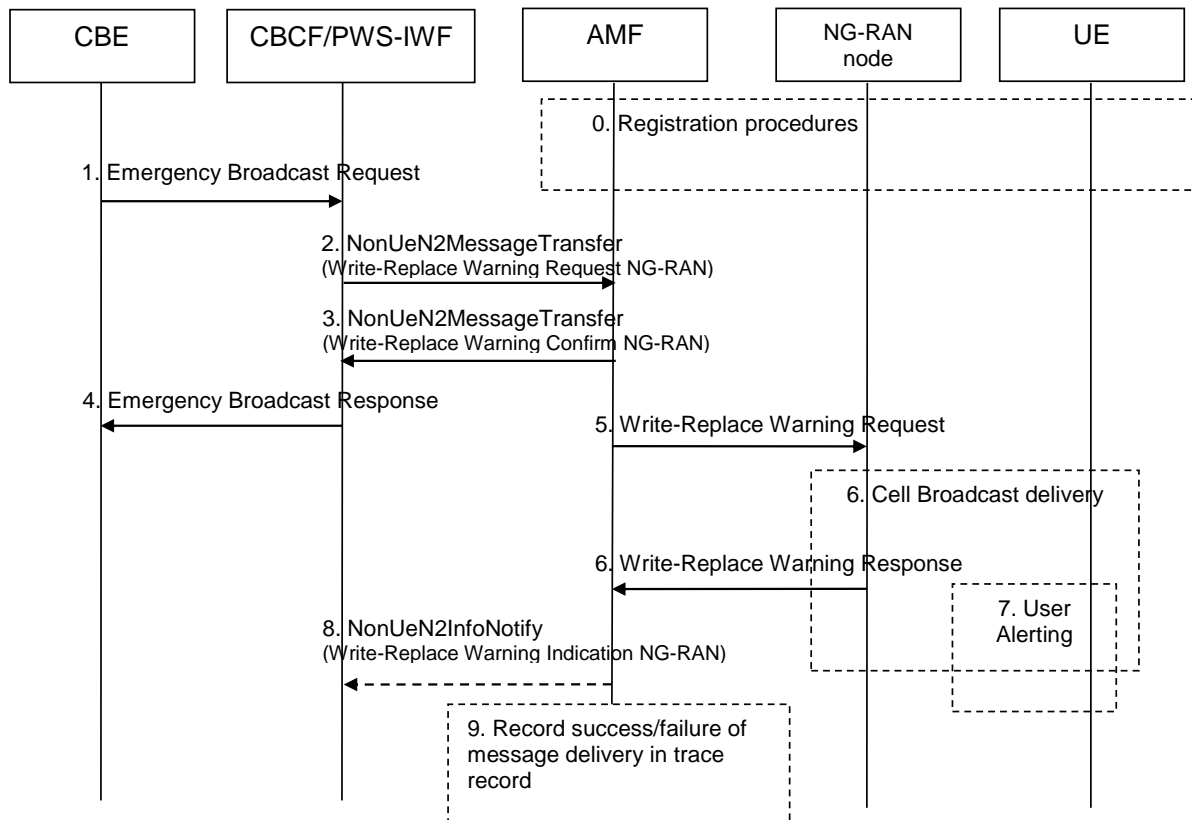 CBE
CBCF/PWS-IWF
AMF
NG-RAN
node
UE
0. Registration procedures
1. Emergency Broadcast Request
2. NonUeN2MessageTransfer
(Write-Replace Warning Request NG-RAN)
3. NonUeN2MessageTransfer
(Write-Replace Warning Confirm NG-RAN)
4. Emergency Broadcast Response
5. Write-Replace Warning Request
6. Cell Broadcast delivery
6. Write-Replace Warning Response
7. User
Alerting
8. NonUeN2InfoNotify
(Write-Replace Warning Indication NG-RAN)
9. Record success/failure of
message delivery in trace
record